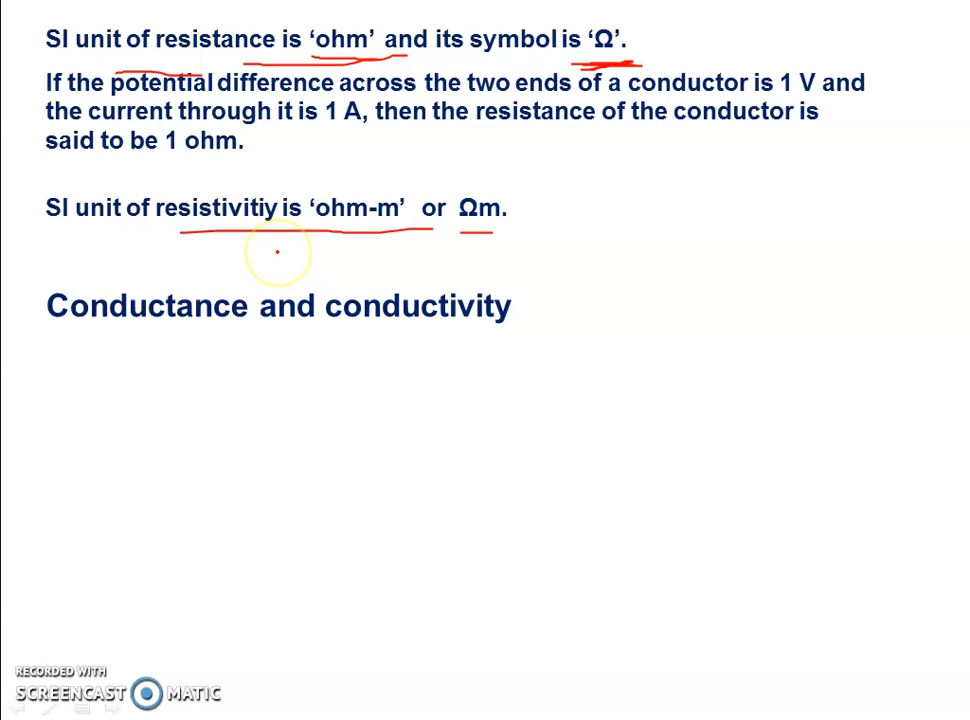 SI unit of resistance is ‘ohm’ and its symbol is ‘Ω’.
If the potential difference across the two ends of a conductor is 1 V and
the current through it is 1 A, then the resistance of the conductor is
said to be 1 ohm.
SI unit of resistivitiy is ‘ohm-m’ or Ωm.
Conductance and conductivity
RECORDED WITH
SCREENCAST MATIC